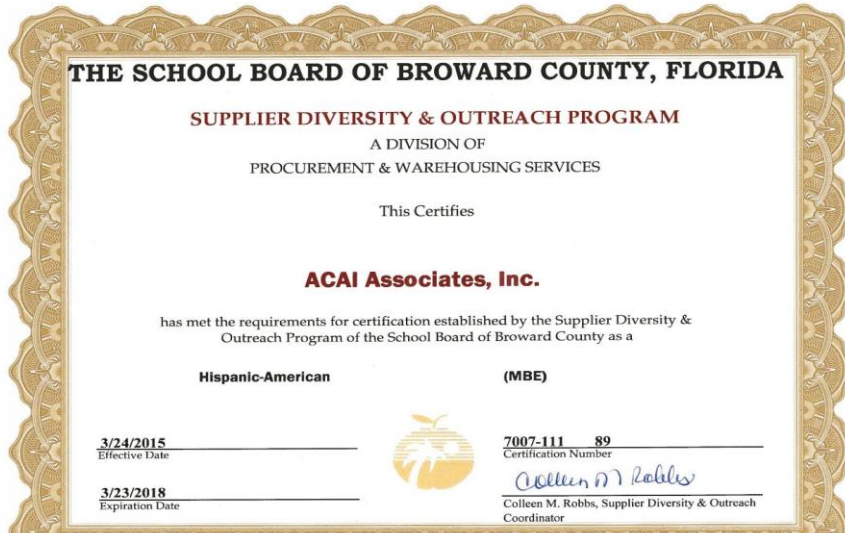 THE SCHOOL BOARD OF BROWARD COUNTY, FLORIDA
SUPPLIER DIVERSITY & OUTREACH PROGRAM
A DIVISION OF
PROCUREMENT & WAREHOUSING SERVICES
This Certifies
ACAI Associates, Inc.
has met the requirements for certification established by the Supplier Diversity &
Outreach Program of the School Board of Broward County as a
Hispanic-American (MBE)
3/24/2015
Effective Date
7007-111 89
Certification Number
3/23/2018
Expiration Date
Colleen M Robbs
Colleen M. Robbs, Supplier Diversity & Outreach
Coordinator